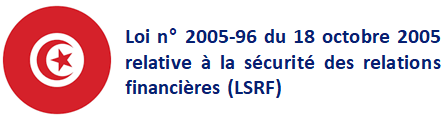 Loi n° 2005-96 du 18 octobre 2005
relative à la sécurité des relations
financières (LSRF)